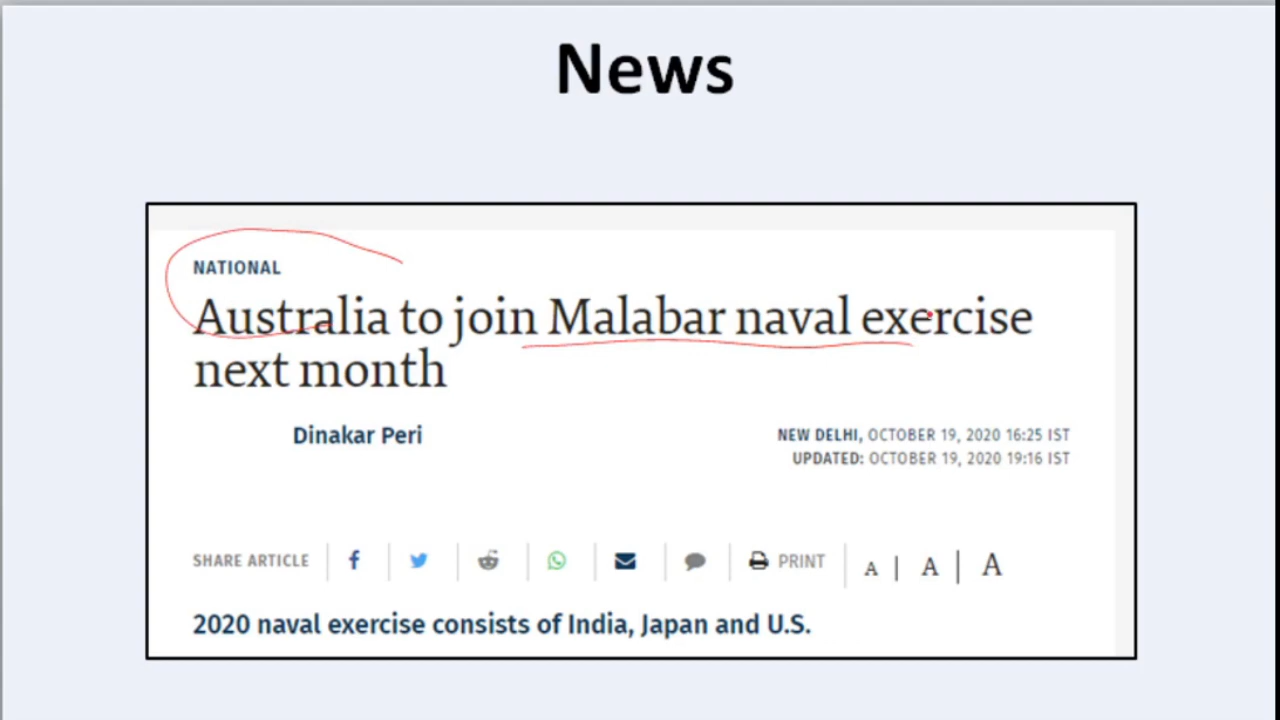 News
NATIONAL
Australia to join Malabar naval exercise
next month
Dinakar Peri
NEW DELHI, OCTOBER 19, 2020 16:25 IST
UPDATED: OCTOBER 19, 2020 19:16 IST
SHARE ARTICLE PRINT A | A | A
2020 naval exercise consists of India, Japan and U.S.